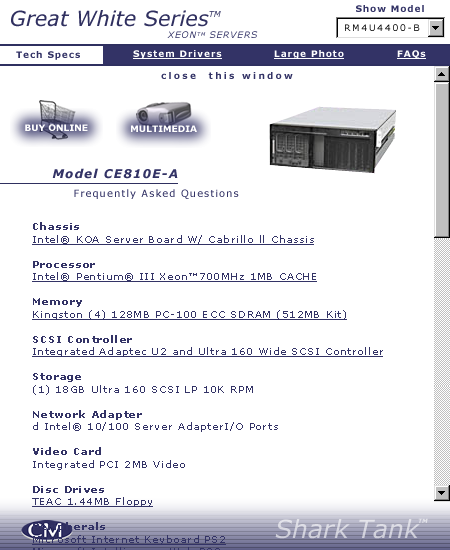 Great White Series™
XEON™ SERVERS
Show Model
RM4U4400-B
Tech Specs
System Drivers
Large Photo
FAQs
close this window
BUY ONLINE
MULTIMEDIA
Model CE810E-A
Frequently Asked Questions
Chassis
Intel® KOA Server Board W/ Cabrillo ll Chassis
Processor
Intel® Pentium® III Xeon™700MHz 1MB CACHE
Memory
Kingston (4) 128MB PC-100 ECC SDRAM (512MB Kit)
SCSI Controller
Integrated Adaptec U2 and Ultra 160 Wide SCSI Controller
Storage
(1) 18GB Ultra 160 SCSI LP 10K RPM
Network Adapter
d Intel® 10/100 Server AdapterI/O Ports
Video Card
Integrated PCI 2MB Video
Disc Drives
TEAC 1.44MB Floppy
Microsoft Internet Keyboard PS2
Shark Tank™